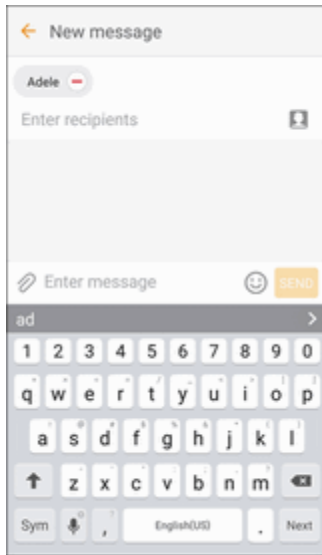 New message
Adele
Enter recipients
Enter message
SEND
ad
1 2 3 4 5 6 7 8 9 0
q w e r t y u i o p
a s d f g h j k l
z x c v b n m
Sym , English(US) . Next